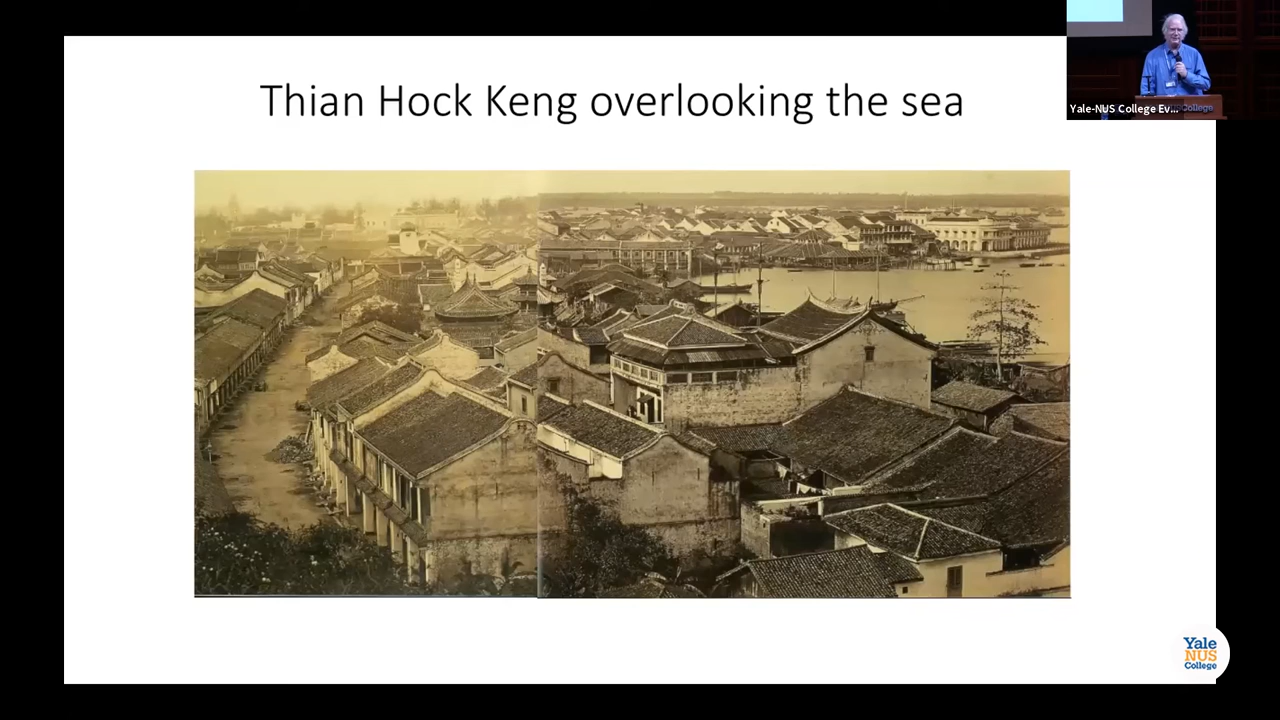 Thian Hock Keng overlooking the sea
Yale-NUS College Ev...
College
Yale
NUS
College